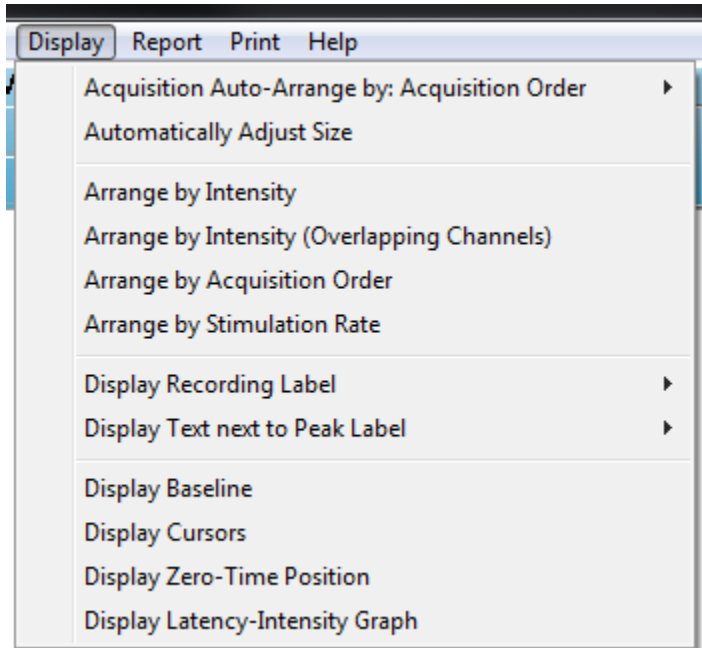 Display Report Print Help
Acquisition Auto-Arrange by: Acquisition Order
Automatically Adjust Size
Arrange by Intensity
Arrange by Intensity (Overlapping Channels)
Arrange by Acquisition Order
Arrange by Stimulation Rate
Display Recording Label
Display Text next to Peak Label
Display Baseline
Display Cursors
Display Zero-Time Position
Display Latency-Intensity Graph